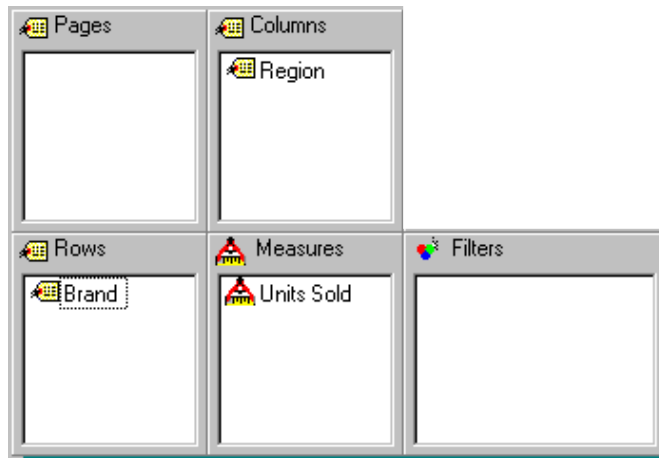 Pages
Columns
Region
Rows
Measures
Filters
Brand
Units Sold